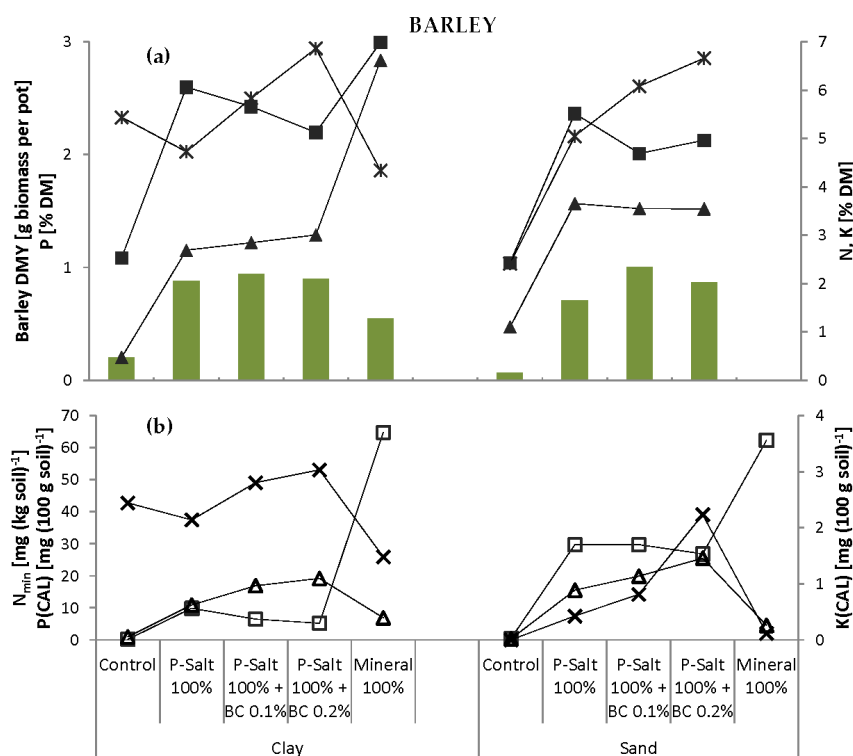 BARLEY
(a)
3
2
1
0
Barley DMY [g biomass per pot]
P [% DM]
7
6
5
4
3
2
1
0
N, K [% DM]
(b)
70
60
50
40
30
20
10
0
Nmin [mg (kg soil)-1]
P(CAL) [mg (100 g soil)-1]
4
3
2
1
0
K(CAL) [mg (100 g soil)-1]
Control
P-Salt
100%
P-Salt
100% +
BC 0.1%
P-Salt
100% +
BC 0.2%
Mineral
100%
Control
P-Salt
100%
P-Salt
100% +
BC 0.1%
P-Salt
100% +
BC 0.2%
Mineral
100%
Clay
Sand